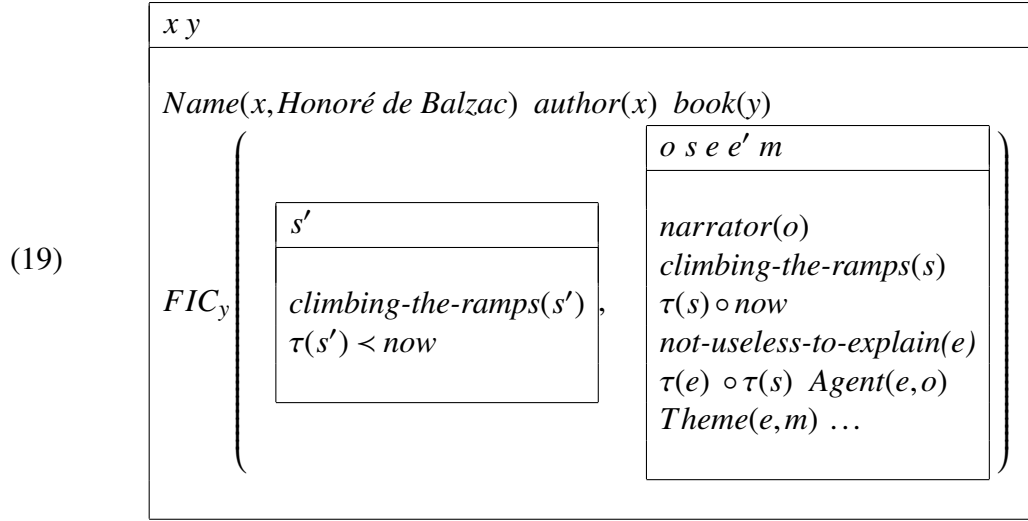 x y
Name(x,Honoré de Balzac) author(x) book(y)
o s e e′ m
s′
narrator(o)
(19)
climbing-the-ramps(s)
FIC_y
climbing-the-ramps(s′)
,
τ(s) ∘ now
τ(s′) ≺ now
not-useless-to-explain(e)
τ(e) ∘ τ(s) Agent(e,o)
Theme(e,m) …